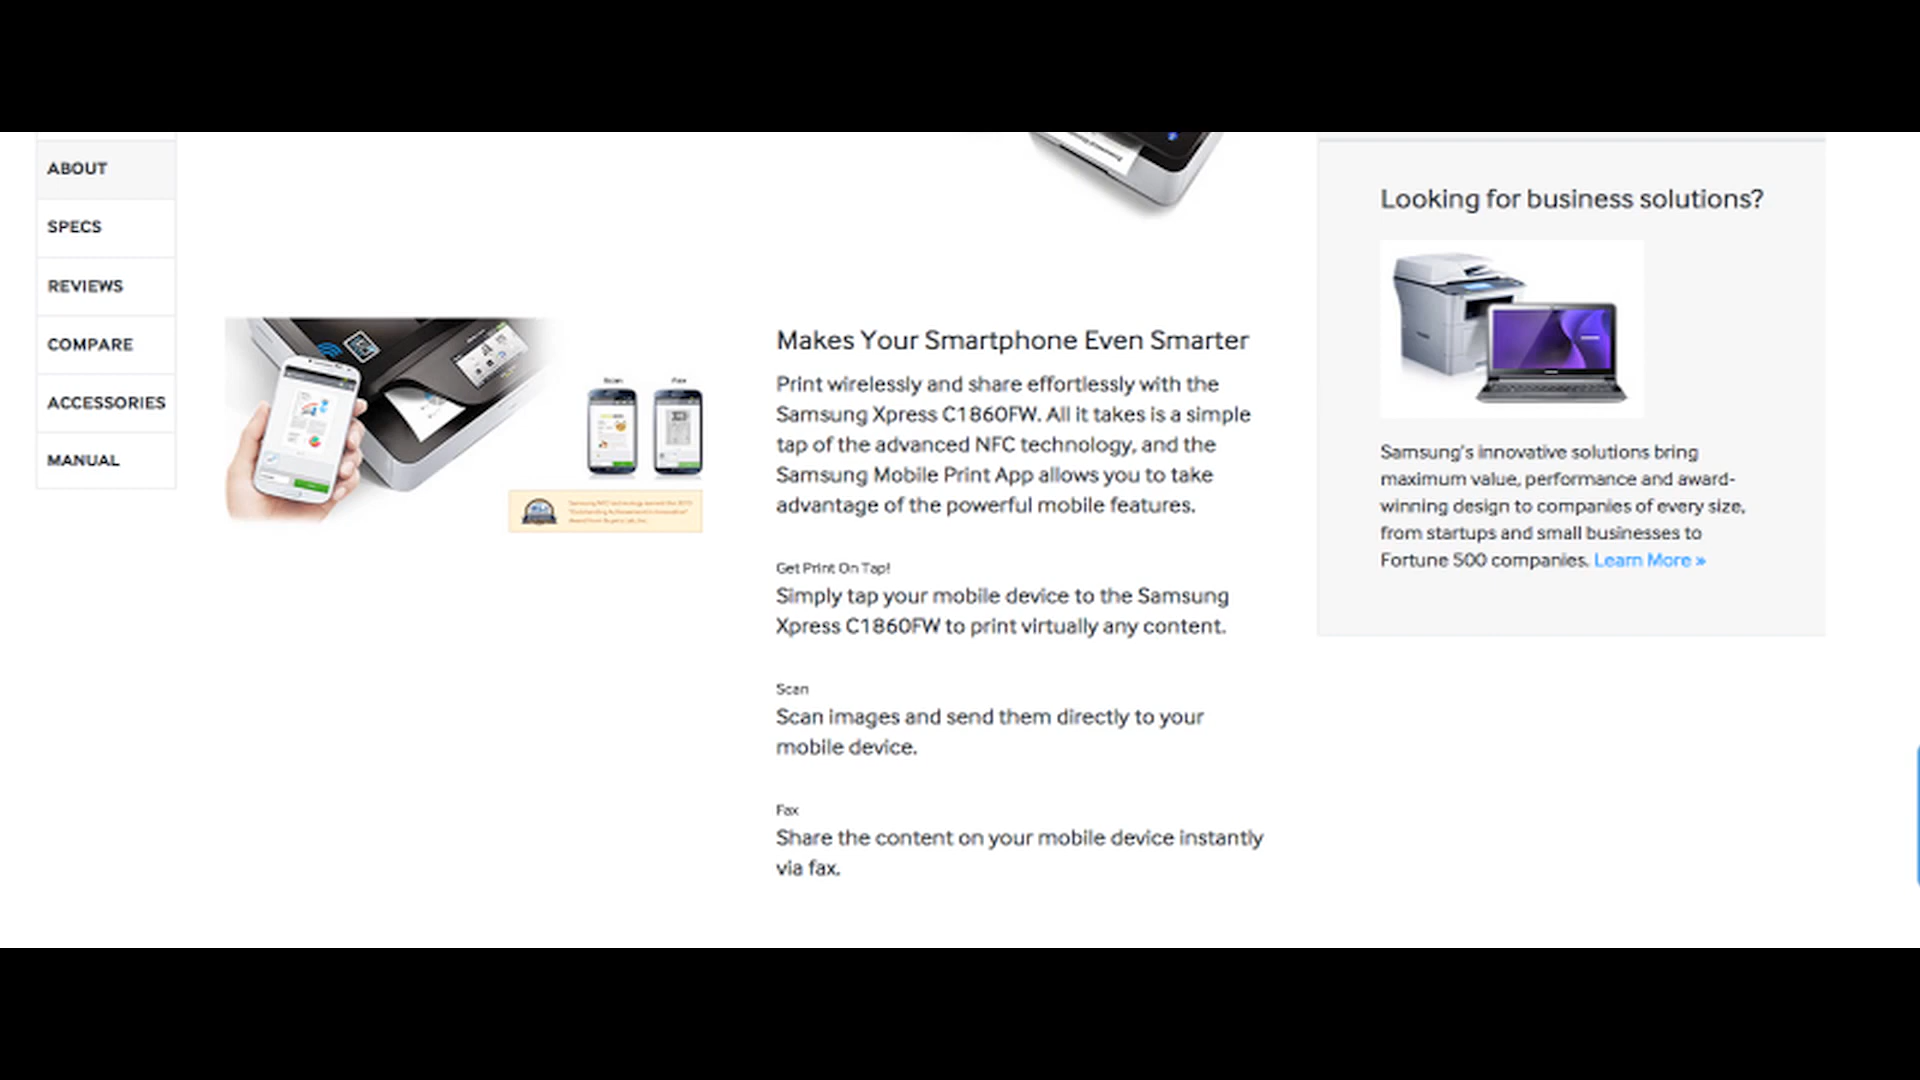 ABOUT
SPECS
REVIEWS
COMPARE
ACCESSORIES
MANUAL
Scan
Fax
Makes Your Smartphone Even Smarter
Print wirelessly and share effortlessly with the
Samsung Xpress C1860FW. All it takes is a simple
tap of the advanced NFC technology, and the
Samsung Mobile Print App allows you to take
advantage of the powerful mobile features.
Get Print On Tap!
Simply tap your mobile device to the Samsung
Xpress C1860FW to print virtually any content.
Scan
Scan images and send them directly to your
mobile device.
Fax
Share the content on your mobile device instantly
via fax.
Looking for business solutions?
Samsung's innovative solutions bring
maximum value, performance and award-
winning design to companies of every size,
from startups and small businesses to
Fortune 500 companies. Learn More »